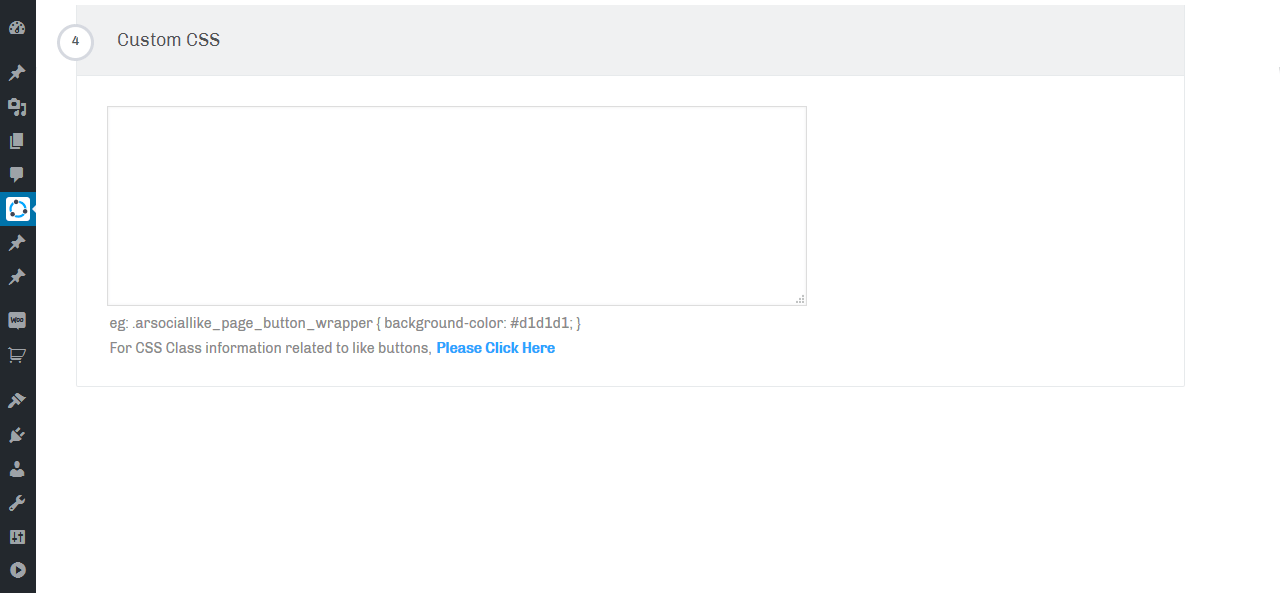 4
Custom CSS
eg: .arsociallike_page_button_wrapper { background-color: #d1d1d1; }
For CSS Class information related to like buttons, Please Click Here
Woo